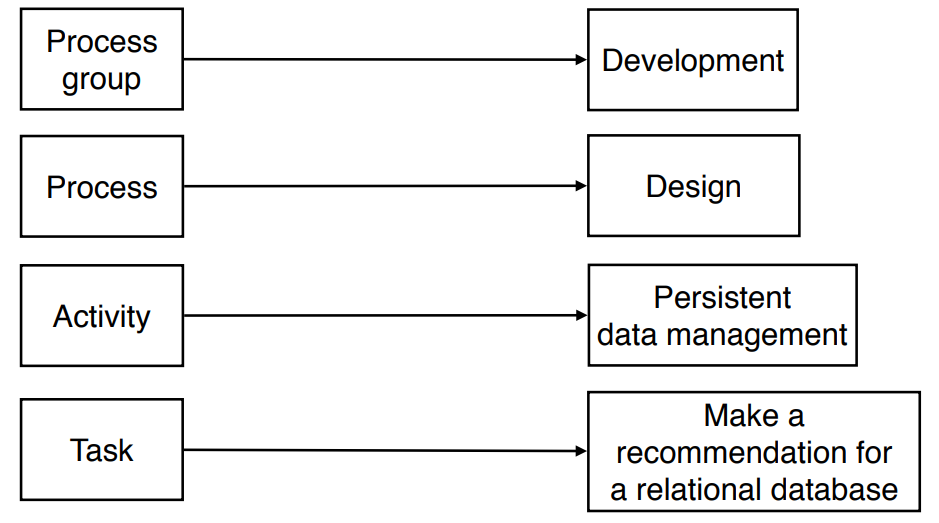 Process
group
Development
Process
Design
Activity
Persistent
data management
Task
Make a
recommendation for
a relational database